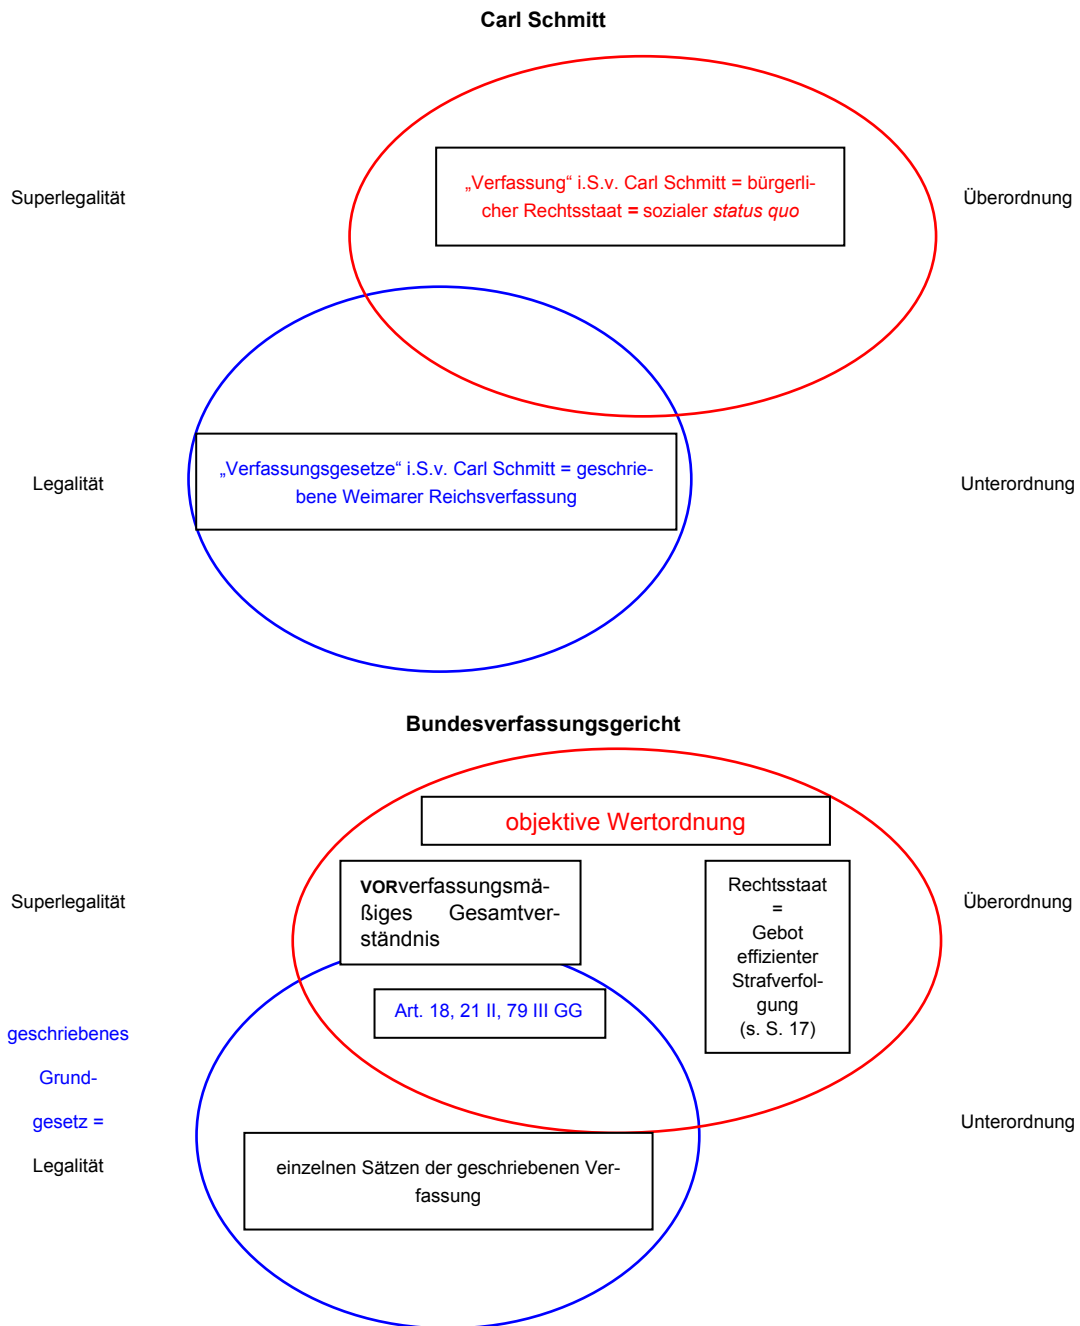 Carl Schmitt
Superlegalität
„Verfassung“ i.S.v. Carl Schmitt = bürgerli-
cher Rechtsstaat = sozialer status quo
Überordnung
Legalität
„Verfassungsgesetze“ i.S.v. Carl Schmitt = geschrie-
bene Weimarer Reichsverfassung
Unterordnung
Bundesverfassungsgericht
objektive Wertordnung
Superlegalität
VORverfassungsmä-
ßiges Gesamtver-
ständnis
Rechtsstaat
=
Gebot
effizienter
Strafverfol-
gung
(s. S. 17)
Überordnung
Art. 18, 21 II, 79 III GG
geschriebenes
Grund-
gesetz =
Legalität
Unterordnung
einzelnen Sätzen der geschriebenen Ver-
fassung